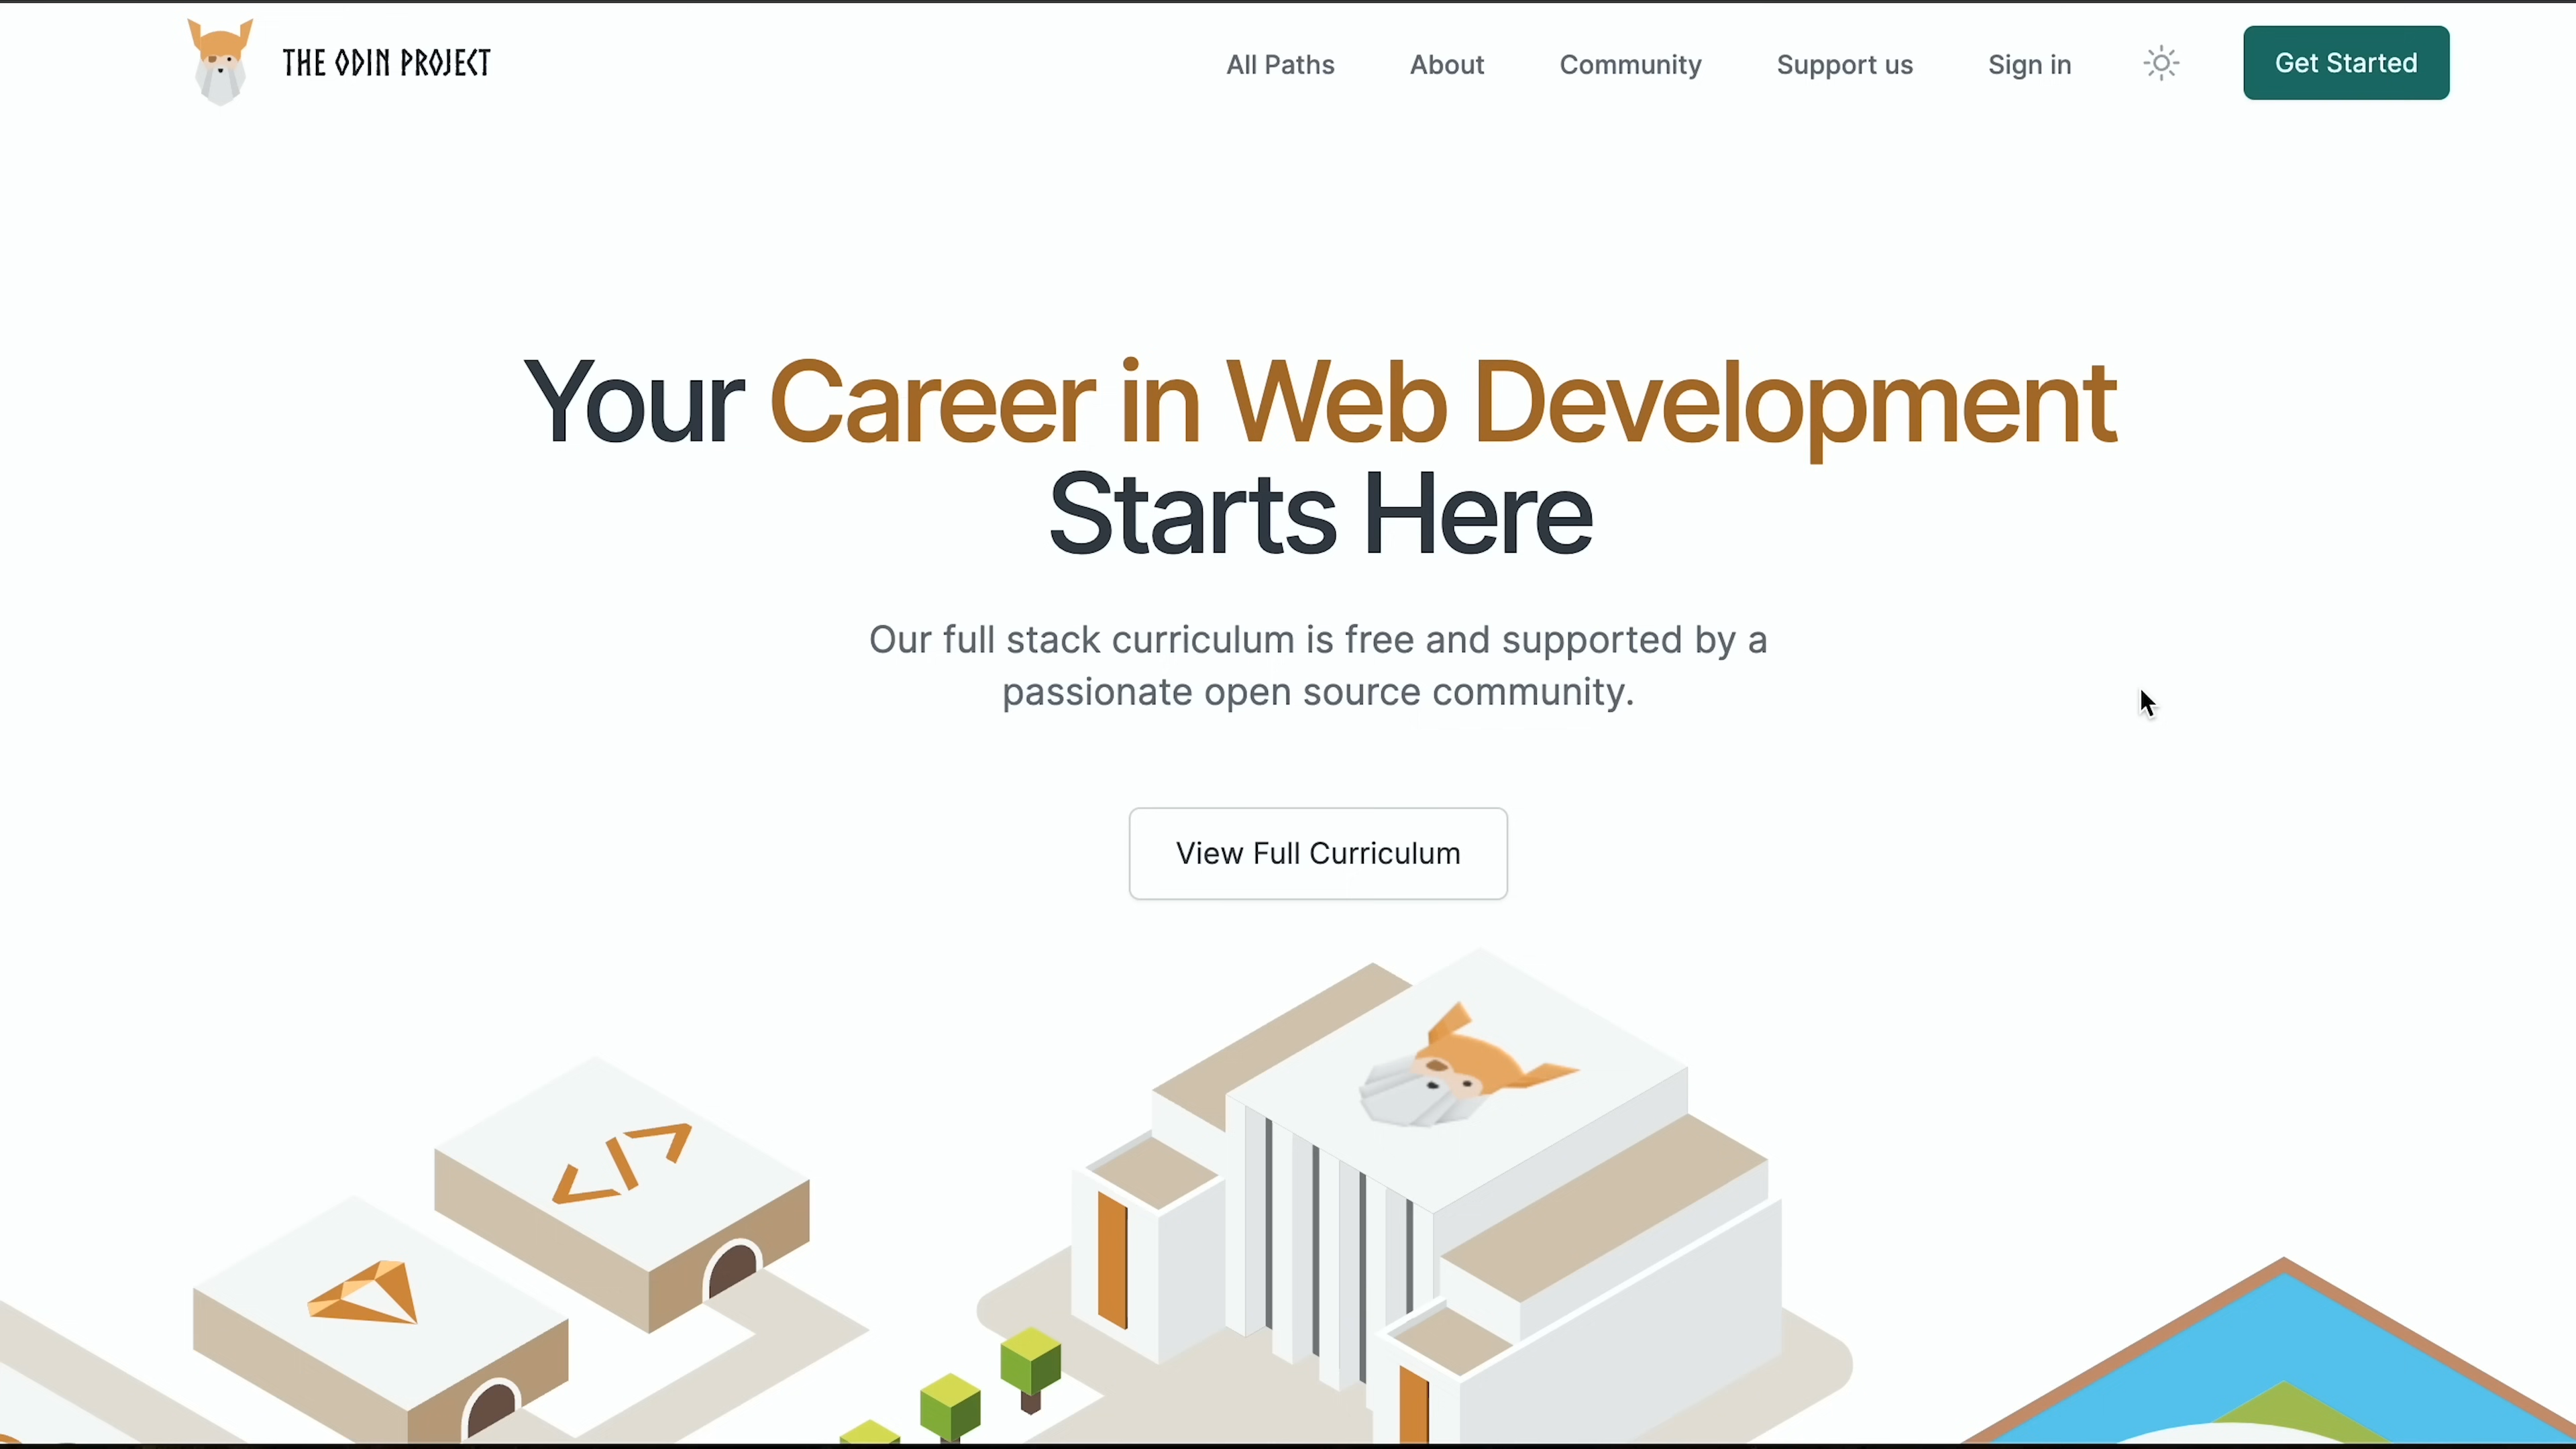 THE ODIN PROJECT
All Paths
About
Community
Support us
Sign in
Get Started
Your Career in Web Development
Starts Here
Our full stack curriculum is free and supported by a
passionate open source community.
View Full Curriculum
</>